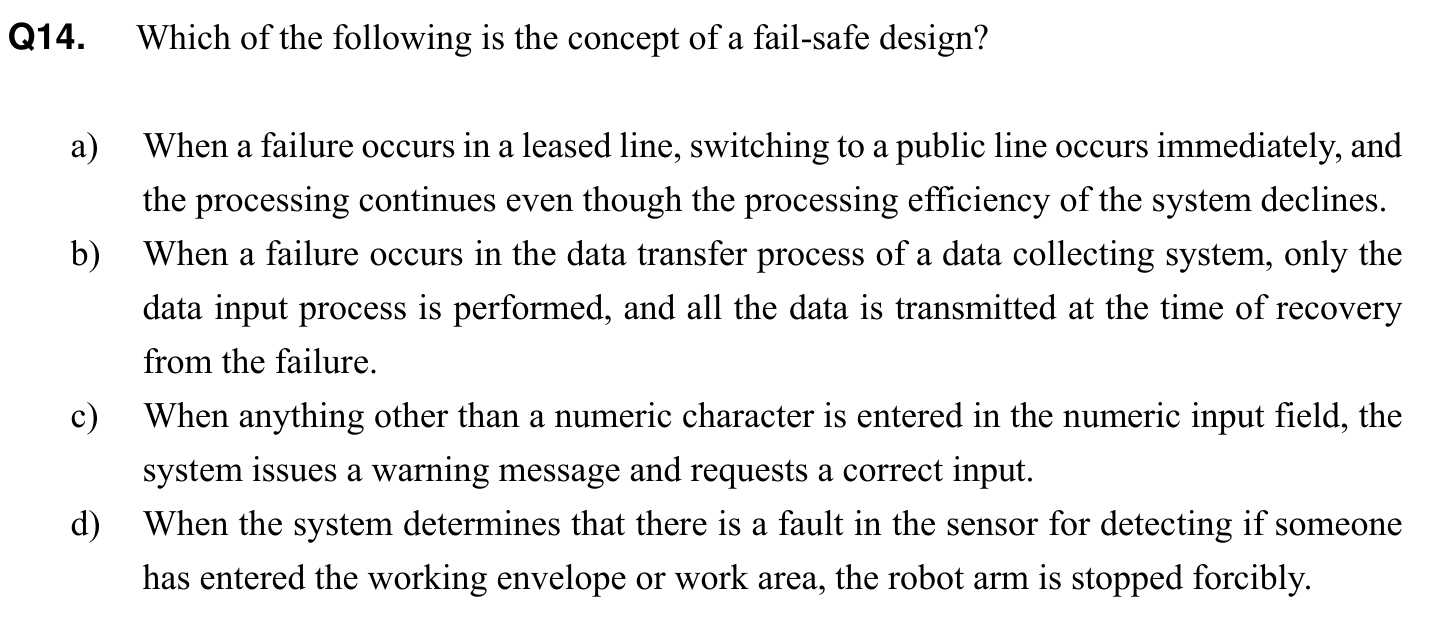 Q14. Which of the following is the concept of a fail-safe design?
a) When a failure occurs in a leased line, switching to a public line occurs immediately, and
the processing continues even though the processing efficiency of the system declines.
b) When a failure occurs in the data transfer process of a data collecting system, only the
data input process is performed, and all the data is transmitted at the time of recovery
from the failure.
c) When anything other than a numeric character is entered in the numeric input field, the
system issues a warning message and requests a correct input.
d) When the system determines that there is a fault in the sensor for detecting if someone
has entered the working envelope or work area, the robot arm is stopped forcibly.